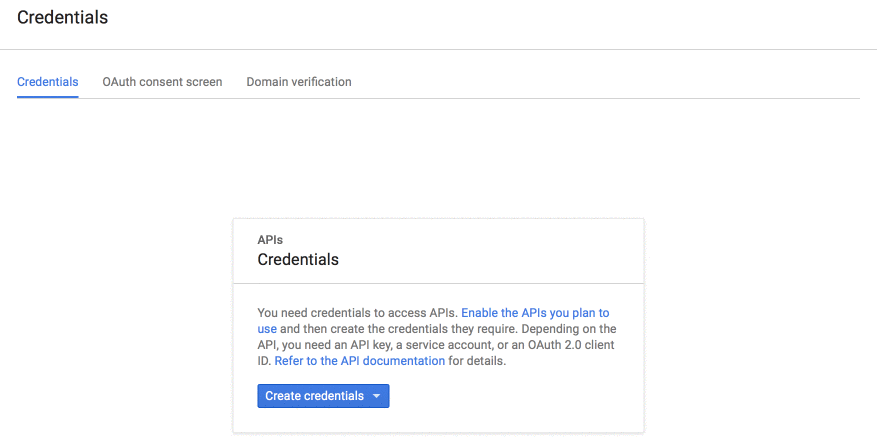 Credentials
Credentials OAuth consent screen Domain verification
APIs
Credentials
You need credentials to access APIs. Enable the APIs you plan to
use and then create the credentials they require. Depending on the
API, you need an API key, a service account, or an OAuth 2.0 client
ID. Refer to the API documentation for details.
Create credentials